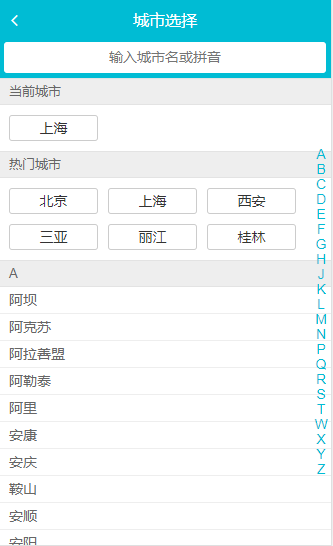 城市选择
输入城市名或拼音
当前城市
上海
热门城市
北京 上海 西安
三亚 丽江 桂林
A
阿坝
阿克苏
阿拉善盟
阿勒泰
阿里
安康
安庆
鞍山
安顺
安阳
A
B
C
D
E
F
G
H
J
K
L
M
N
P
Q
R
S
T
W
X
Y
Z